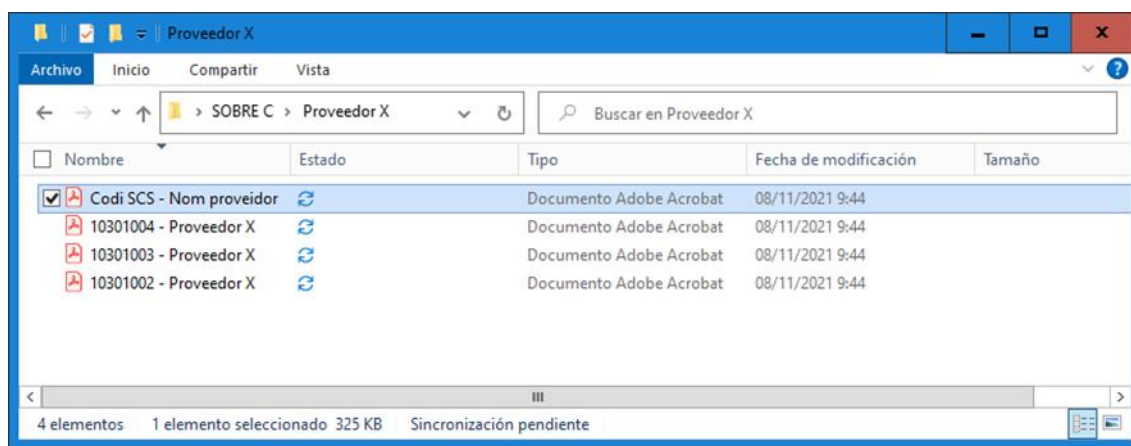 Proveedor X
Archivo Inicio Compartir Vista
SOBRE C Proveedor X Buscar en Proveedor X
Nombre Estado Tipo Fecha de modificación Tamaño
Codi SCS - Nom proveidor Documento Adobe Acrobat 08/11/2021 9:44
10301004 - Proveedor X Documento Adobe Acrobat 08/11/2021 9:44
10301003 - Proveedor X Documento Adobe Acrobat 08/11/2021 9:44
10301002 - Proveedor X Documento Adobe Acrobat 08/11/2021 9:44
4 elementos 1 elemento seleccionado 325 KB Sincronización pendiente